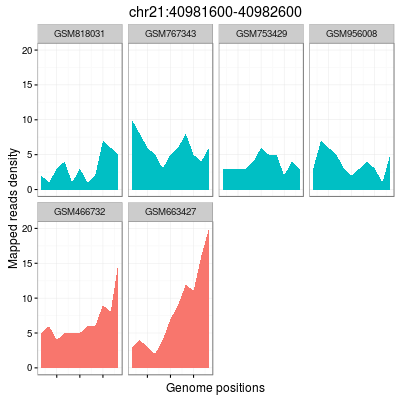 chr21:40981600-40982600
GSM818031 GSM767343 GSM753429 GSM956008
20
15
10
5
0
Mapped reads density
GSM466732 GSM663427
20
15
10
5
0
Genome positions